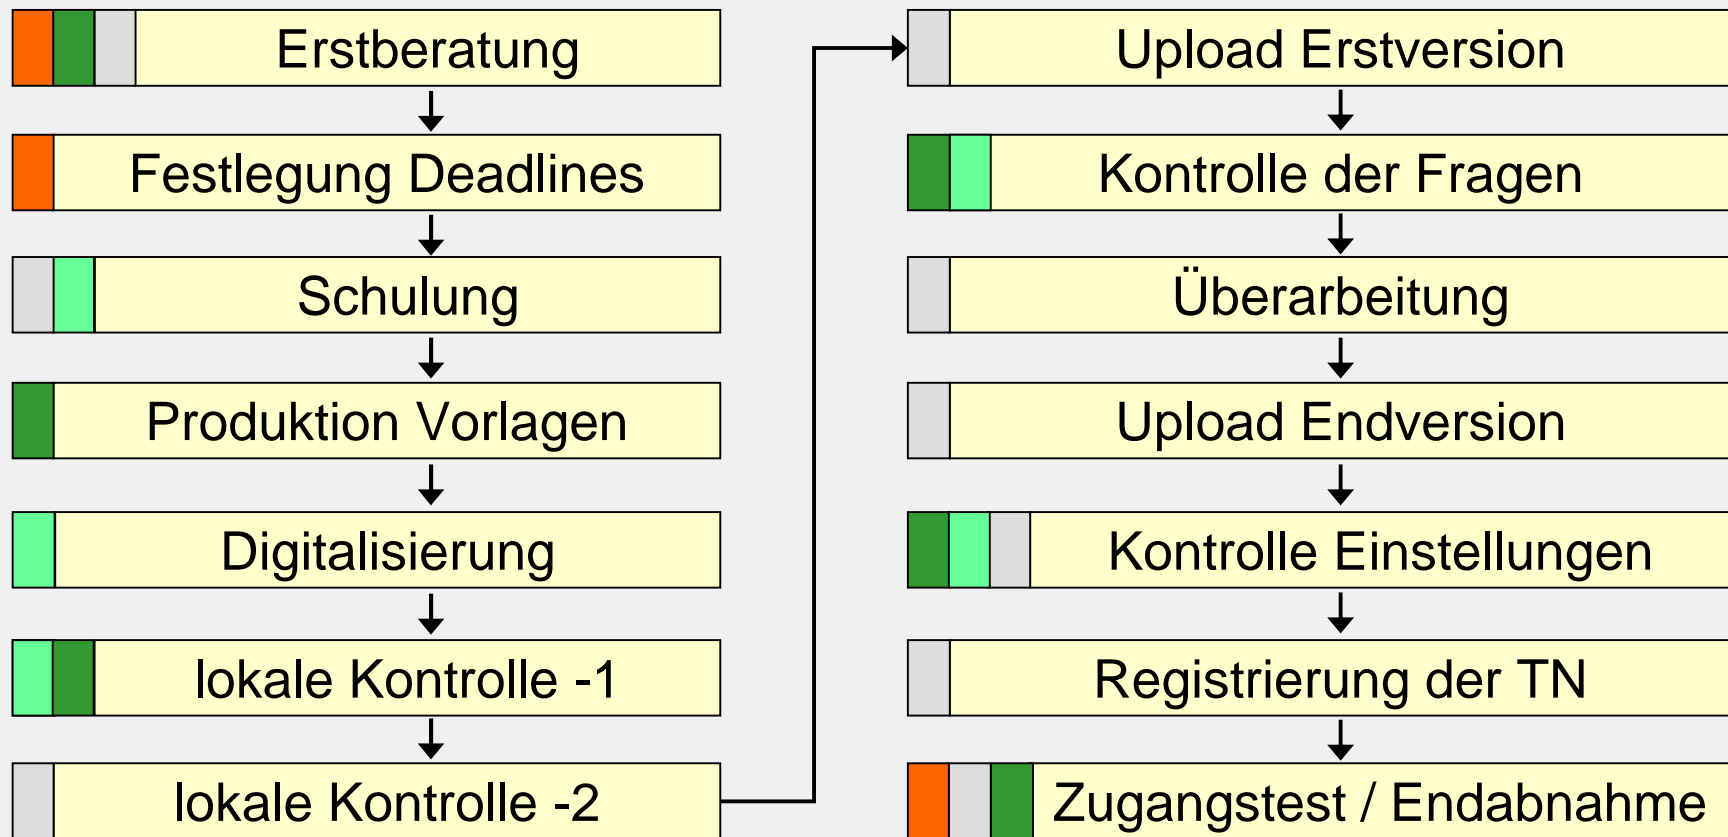 Erstberatung
Festlegung Deadlines
Schulung
Produktion Vorlagen
Digitalisierung
lokale Kontrolle -1
lokale Kontrolle -2
Upload Erstversion
Kontrolle der Fragen
Überarbeitung
Upload Endversion
Kontrolle Einstellungen
Registrierung der TN
Zugangstest / Endabnahme